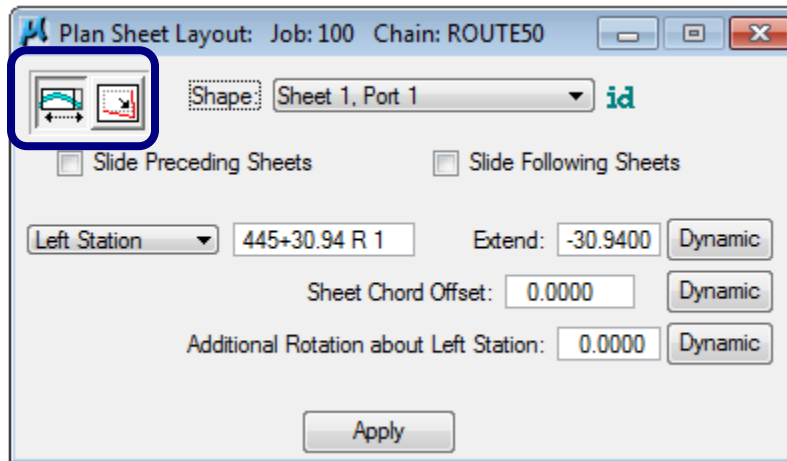 Plan Sheet Layout: Job: 100 Chain: ROUTE50
Shape: Sheet 1, Port 1 id
Slide Preceding Sheets Slide Following Sheets
Left Station 445+30.94 R 1 Extend: -30.9400 Dynamic
Sheet Chord Offset: 0.0000 Dynamic
Additional Rotation about Left Station: 0.0000 Dynamic
Apply